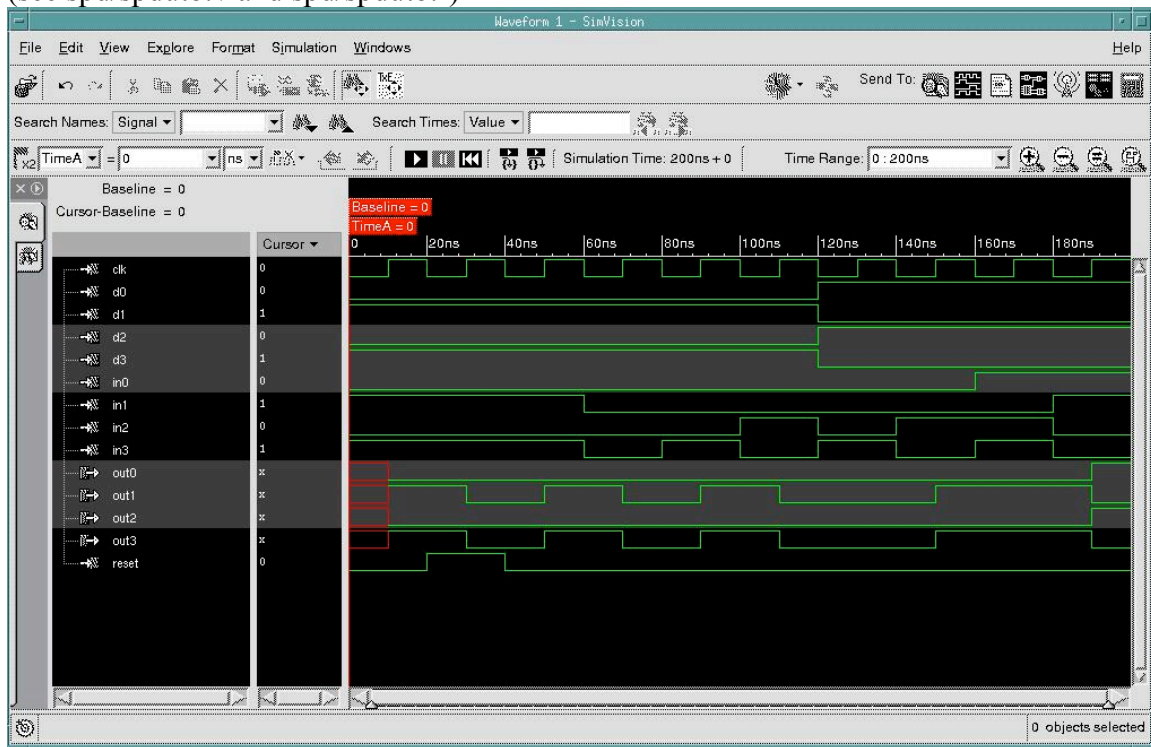 Waveform 1 - SimVision
File Edit View Explore Format Simulation Windows Help
Send To:
Search Names: Signal Search Times: Value
TimeA = 0 ns Simulation Time: 200ns + 0 Time Range: 0 : 200ns
Baseline = 0
Cursor-Baseline = 0
Baseline = 0
TimeA = 0
Cursor 0 20ns 40ns 60ns 80ns 100ns 120ns 140ns 160ns 180ns
clk 0
d0 0
d1 1
d2 0
d3 1
in0 0
in1 1
in2 0
in3 1
out0 x
out1 x
out2 x
out3 x
reset 0
0 objects selected